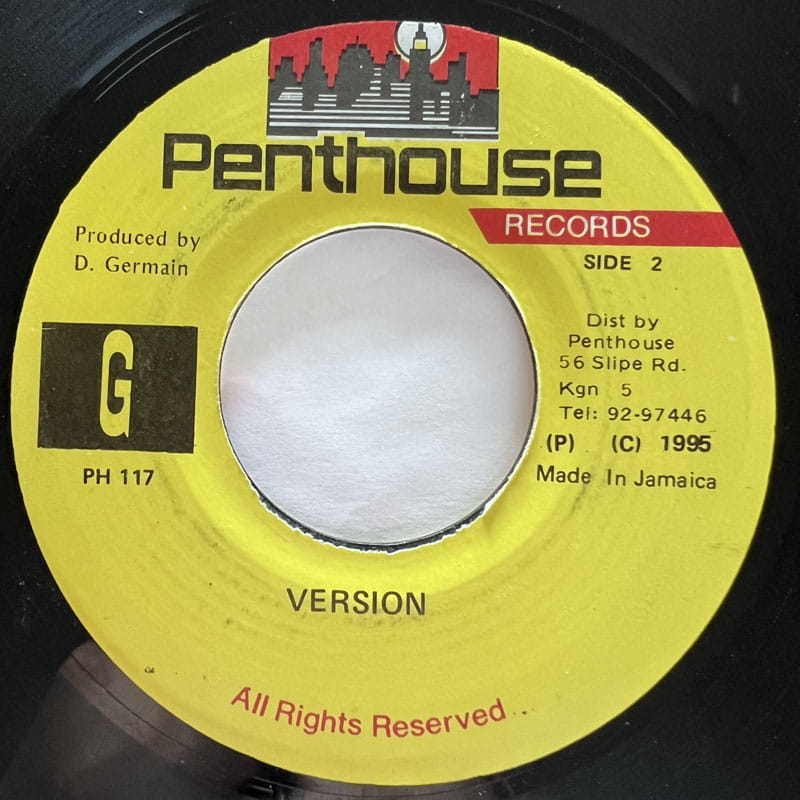 Penthouse
RECORDS
Produced by
D. Germain
SIDE 2
G
PH 117
Dist by
Penthouse
56 Slipe Rd.
Kgn 5
Tel: 92-97446
(P) (C) 1995
Made In Jamaica
VERSION
All Rights Reserved